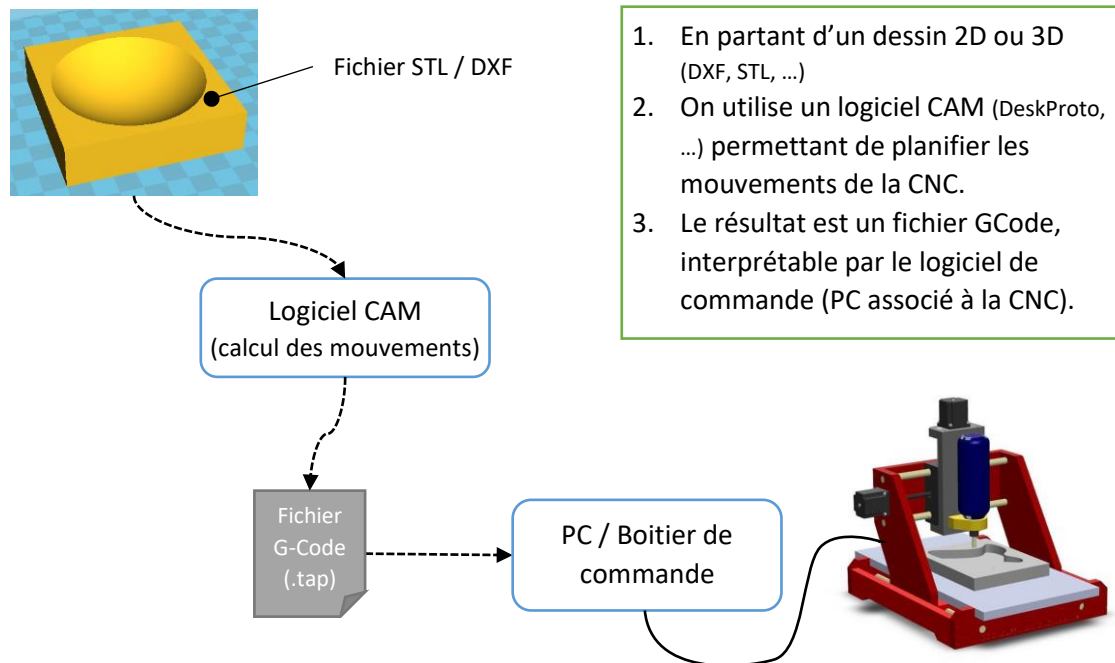 Fichier STL / DXF
1. En partant d’un dessin 2D ou 3D
(DXF, STL, …)
2. On utilise un logiciel CAM (DeskProto,
…) permettant de planifier les
mouvements de la CNC.
3. Le résultat est un fichier GCode,
interprétable par le logiciel de
commande (PC associé à la CNC).
Logiciel CAM
(calcul des mouvements)
Fichier
G-Code
(.tap)
PC / Boitier de
commande